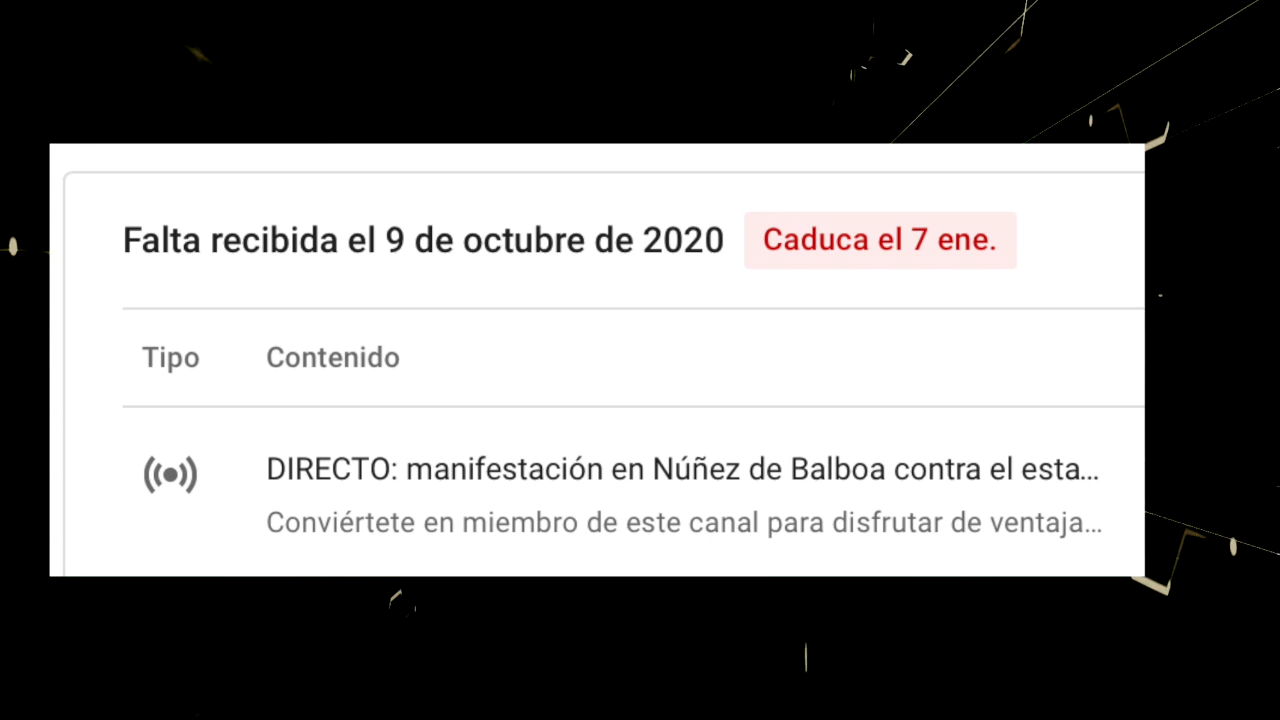 Falta recibida el 9 de octubre de 2020 Caduca el 7 ene.
Tipo Contenido
DIRECTO: manifestación en Núñez de Balboa contra el esta...
Conviértete en miembro de este canal para disfrutar de ventaja...